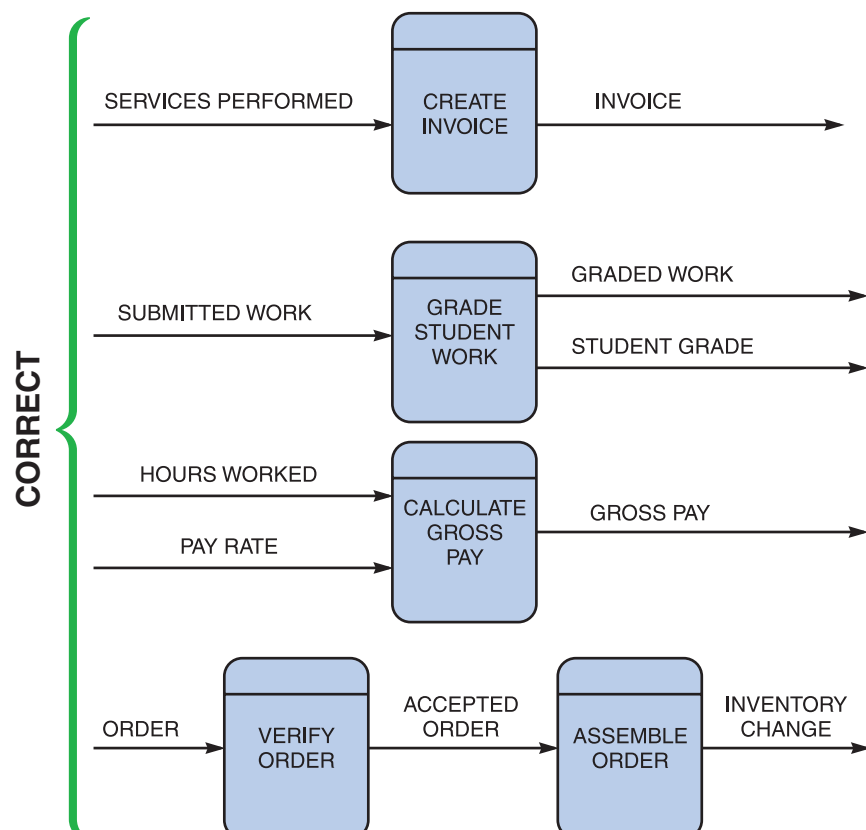 CORRECT
SERVICES PERFORMED
CREATE
INVOICE
INVOICE
SUBMITTED WORK
GRADE
STUDENT
WORK
GRADED WORK
STUDENT GRADE
HOURS WORKED
PAY RATE
CALCULATE
GROSS
PAY
GROSS PAY
ORDER
VERIFY
ORDER
ACCEPTED
ORDER
ASSEMBLE
ORDER
INVENTORY
CHANGE